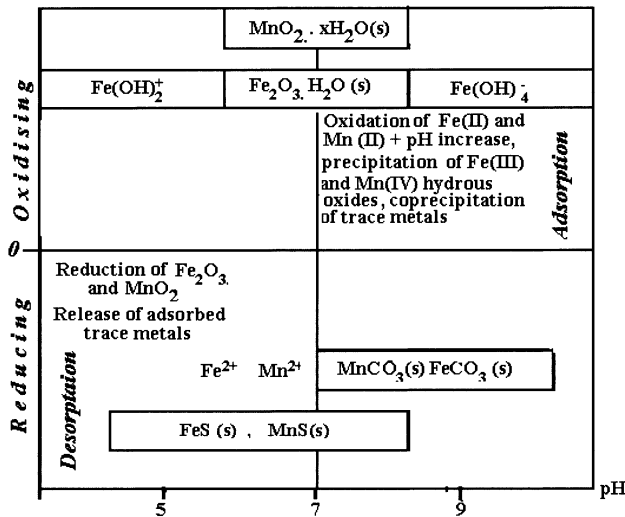 MnO₂. . xH₂O(s)
Fe(OH)₂⁺ Fe₂O₃. H₂O (s) Fe(OH)₄⁻
Oxidation of Fe(II) and
Mn (II) + pH increase,
precipitation of Fe(III)
and Mn(IV) hydrous
oxides, coprecipitation
of trace metals
Adsorption
Oxidising
0
Reducing
Reduction of Fe₂O₃.
and MnO₂
Release of adsorbed
trace metals
Desorptaion
Fe²⁺ Mn²⁺ MnCO₃(s) FeCO₃ (s)
FeS (s) , MnS(s)
5 7 9 pH